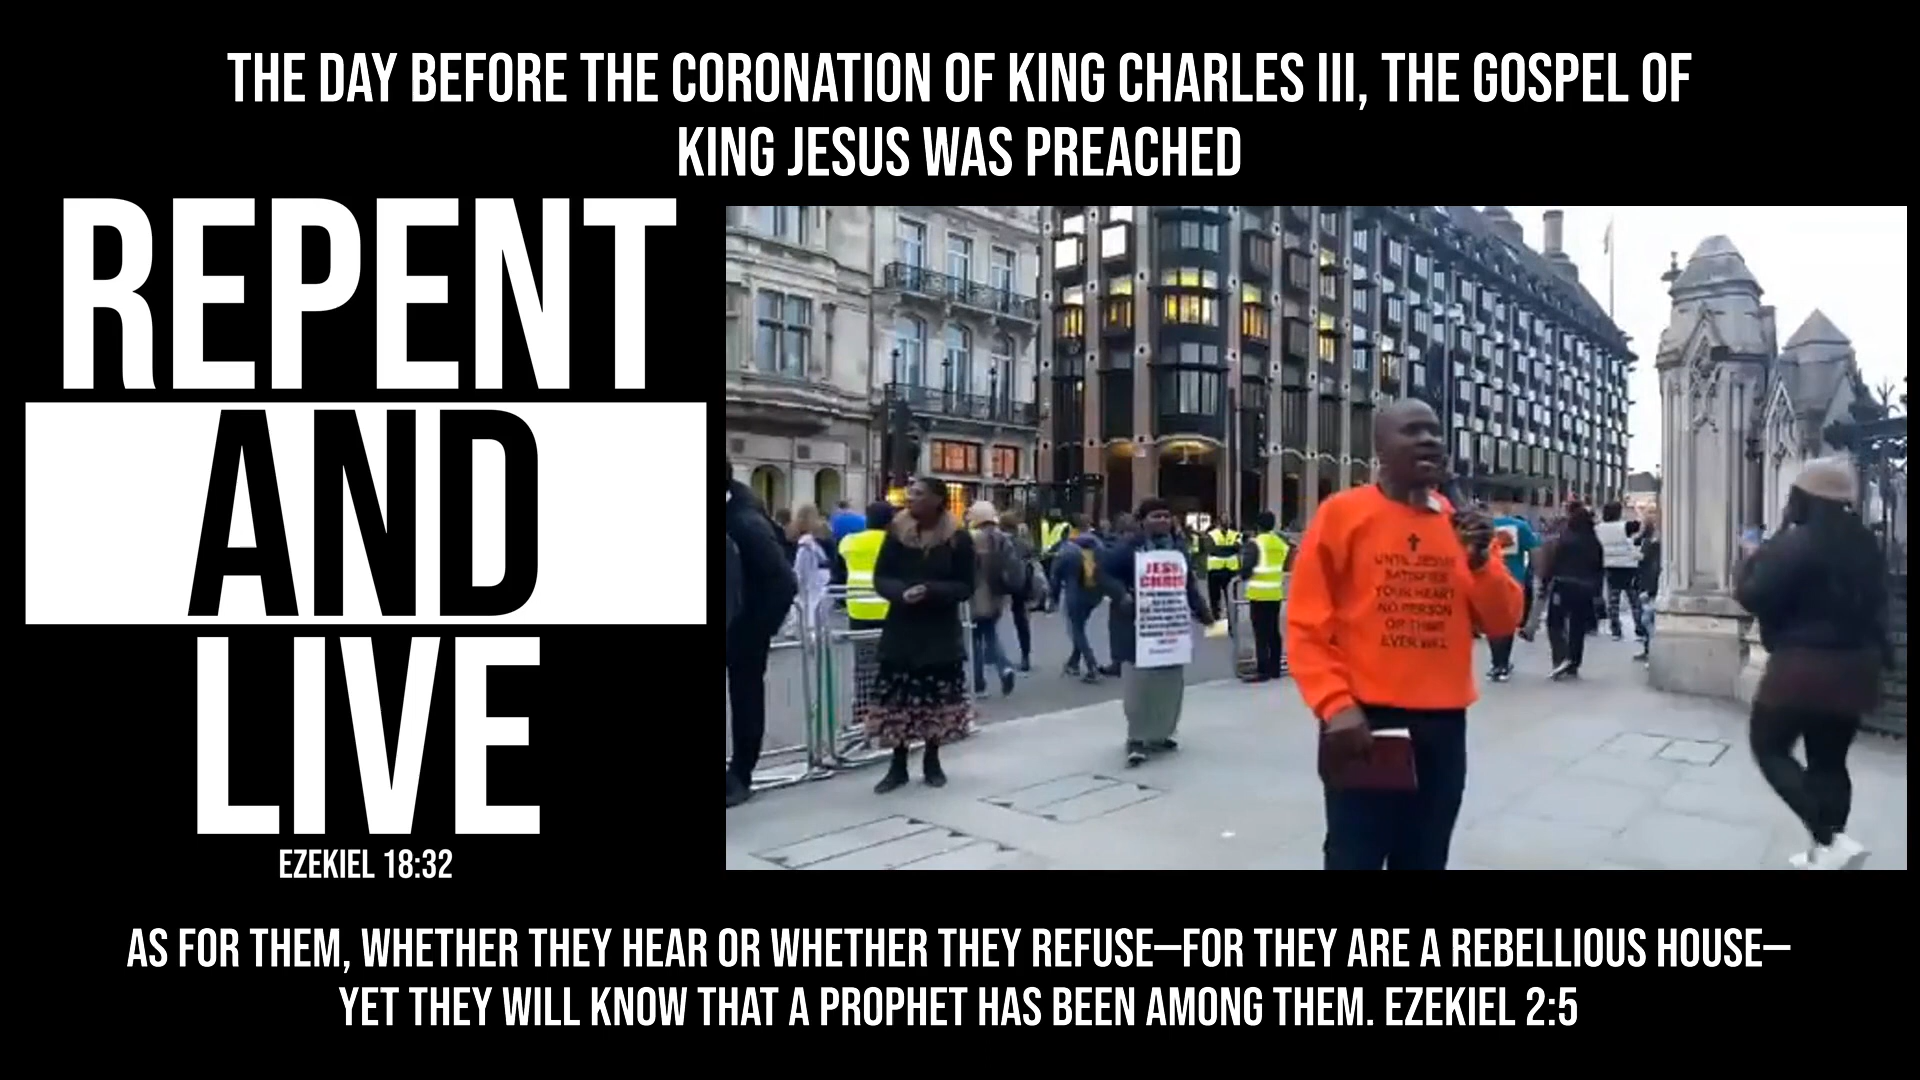 THE DAY BEFORE THE CORONATION OF KING CHARLES III, THE GOSPEL OF
KING JESUS WAS PREACHED
REPENT
AND
LIVE
EZEKIEL 18:32
JESUS
CHRIST
UNTIL JESUS
SATISFIES
YOUR HEART
NO PERSON
OR THING
EVER WILL
AS FOR THEM, WHETHER THEY HEAR OR WHETHER THEY REFUSE—FOR THEY ARE A REBELLIOUS HOUSE—
YET THEY WILL KNOW THAT A PROPHET HAS BEEN AMONG THEM. EZEKIEL 2:5